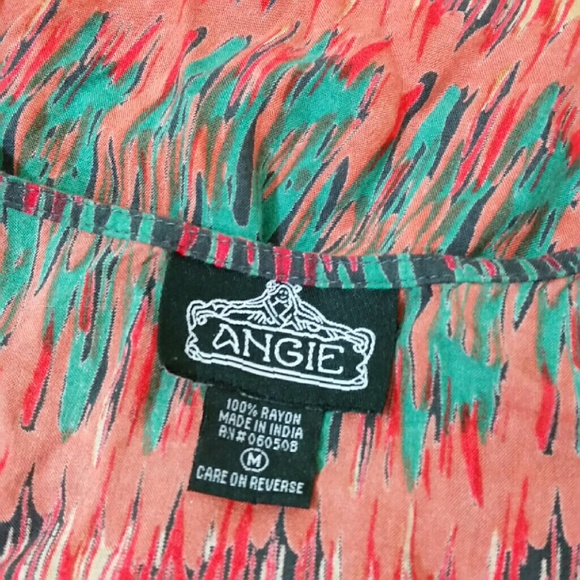 ANGIE
100% RAYON
MADE IN INDIA
RN#060508
M
CARE ON REVERSE